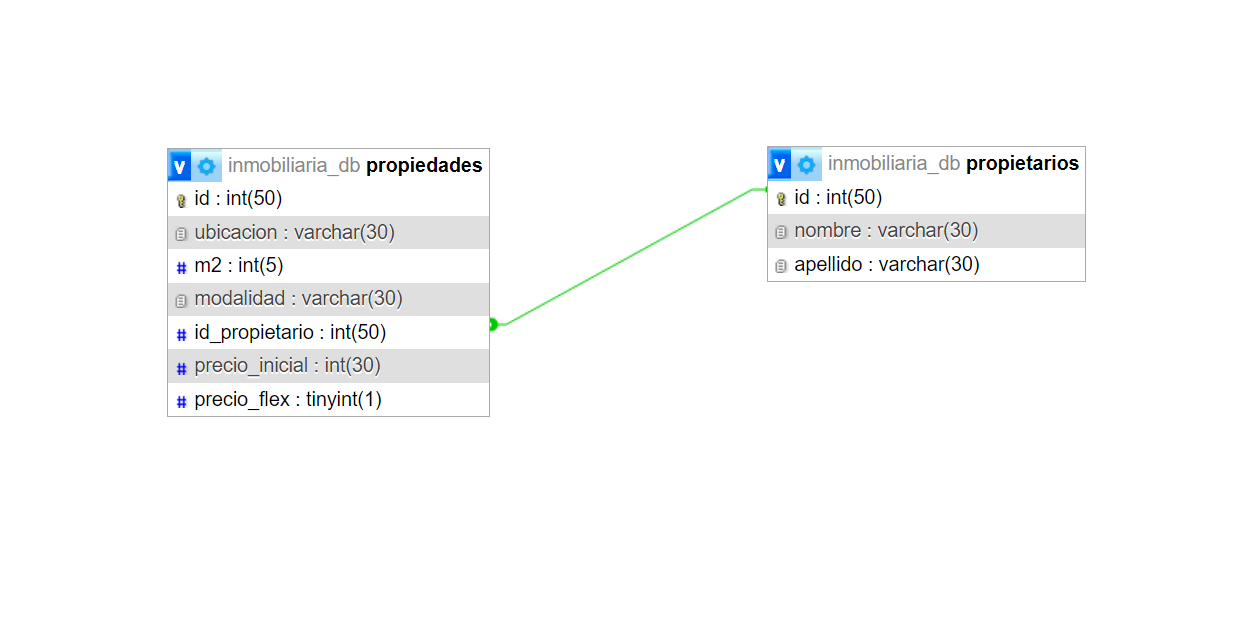 v inmobiliaria_db propiedades
id : int(50)
ubicacion : varchar(30)
m2 : int(5)
modalidad : varchar(30)
id_propietario : int(50)
precio_inicial : int(30)
precio_flex : tinyint(1)
v inmobiliaria_db propietarios
id : int(50)
nombre : varchar(30)
apellido : varchar(30)